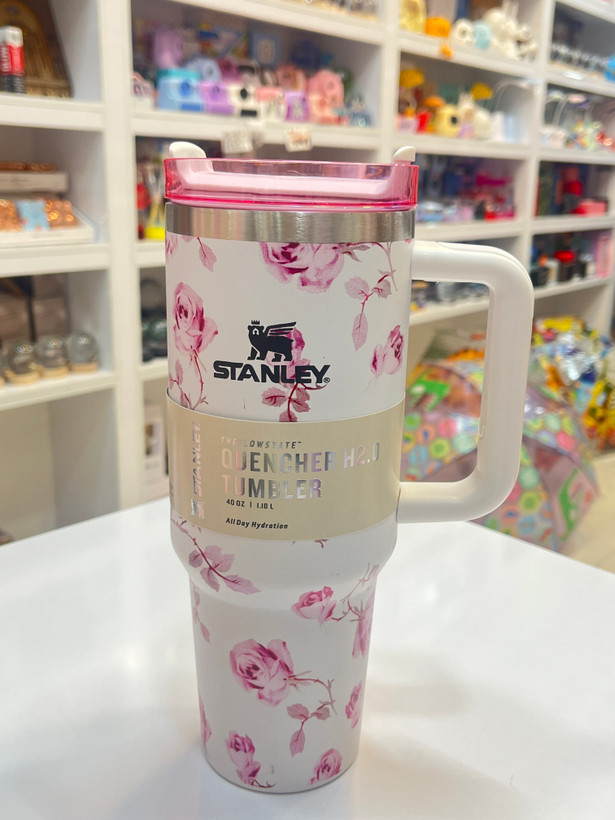 STANLEY®
STANLEY
THE FLOWSTATE™
QUENCHER H2.0
TUMBLER
40 OZ | 1.18 L
All Day Hydration